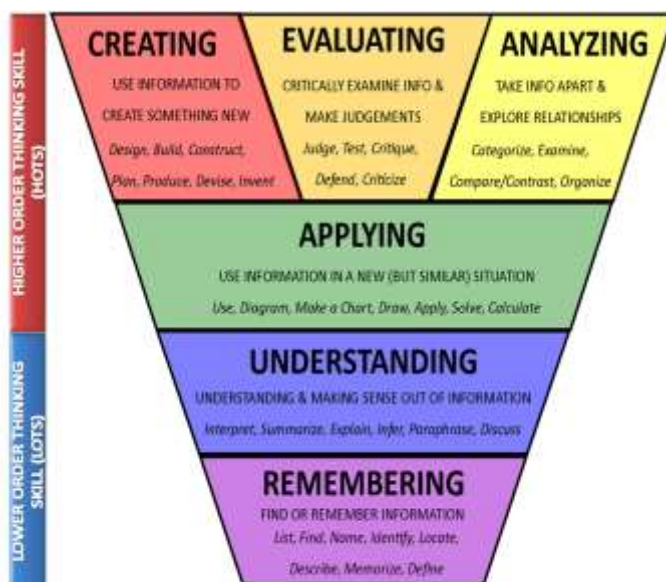 HIGHER ORDER THINKING SKILL
(HOTS)
LOWER ORDER THINKING
SKILL (LOTS)
CREATING
USE INFORMATION TO
CREATE SOMETHING NEW
Design, Build, Construct,
Plan, Produce, Devise, Invent
EVALUATING
CRITICALLY EXAMINE INFO &
MAKE JUDGEMENTS
Judge, Test, Critique,
Defend, Criticize
ANALYZING
TAKE INFO APART &
EXPLORE RELATIONSHIPS
Categorize, Examine,
Compare/Contrast, Organize
APPLYING
USE INFORMATION IN A NEW (BUT SIMILAR) SITUATION
Use, Diagram, Make a Chart, Draw, Apply, Solve, Calculate
UNDERSTANDING
UNDERSTANDING & MAKING SENSE OUT OF INFORMATION
Interpret, Summarize, Explain, Infer, Paraphrase, Discuss
REMEMBERING
FIND OR REMEMBER INFORMATION
List, Find, Name, Identify, Locate,
Describe, Memorize, Define